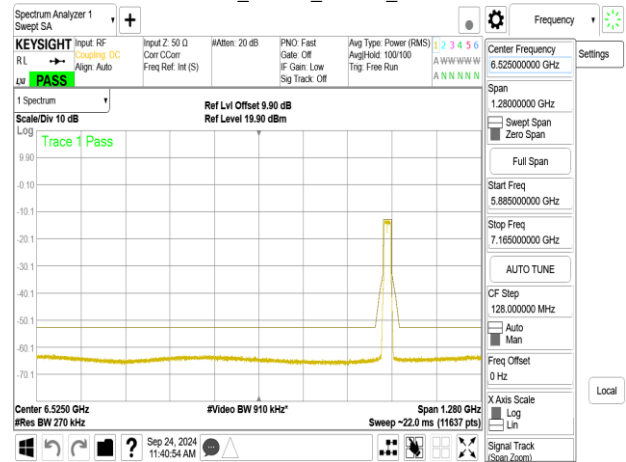 Spectrum Analyzer 1
Swept SA
Frequency
KEYSIGHT
RL
LXI
PASS
Input: RF
Coupling: DC
Align: Auto
Input Z: 50 Ω
Corr CCorr
Freq Ref: Int (S)
#Atten: 20 dB
PNO: Fast
Gate: Off
IF Gain: Low
Sig Track: Off
Avg Type: Power (RMS)
Avg|Hold: 100/100
Trig: Free Run
1 2 3 4 5 6
A W W W W W
A N N N N N
1 Spectrum
Scale/Div 10 dB
Ref Lvl Offset 9.90 dB
Ref Level 19.90 dBm
Log
Trace 1 Pass
9.90
-0.10
-10.1
-20.1
-30.1
-40.1
-50.1
-60.1
-70.1
Center 6.5250 GHz
#Video BW 910 kHz*
Span 1.280 GHz
#Res BW 270 kHz
Sweep ~22.0 ms (11637 pts)
Sep 24, 2024
11:40:54 AM
Center Frequency
6.525000000 GHz
Settings
Span
1.28000000 GHz
Swept Span
Zero Span
Full Span
Start Freq
5.885000000 GHz
Stop Freq
7.165000000 GHz
AUTO TUNE
CF Step
128.000000 MHz
Auto
Man
Freq Offset
0 Hz
X Axis Scale
Log
Lin
Local
Signal Track
(Span Zoom)